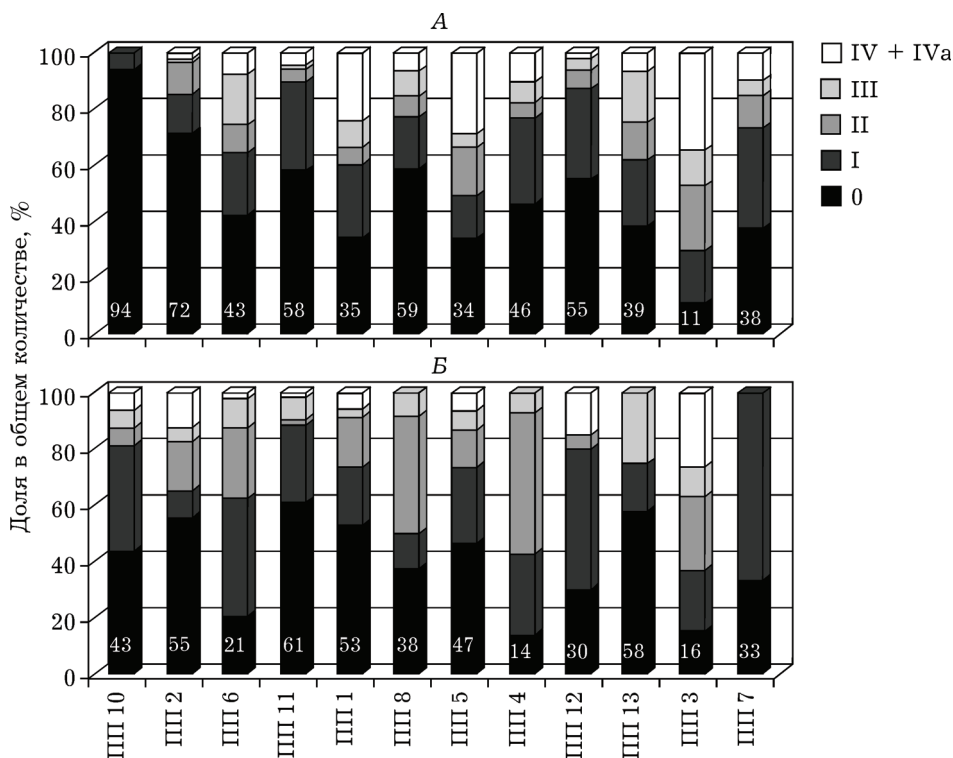 А
100
80
60
40
20
0
94 72 43 58 35 59 34 46 55 39 11 38
IV + IVa
III
II
I
0
Доля в общем количестве, %
Б
100
80
60
40
20
0
43 55 21 61 53 38 47 14 30 58 16 33
ПП 10
ПП 2
ПП 6
ПП 11
ПП 1
ПП 8
ПП 5
ПП 4
ПП 12
ПП 13
ПП 3
ПП 7